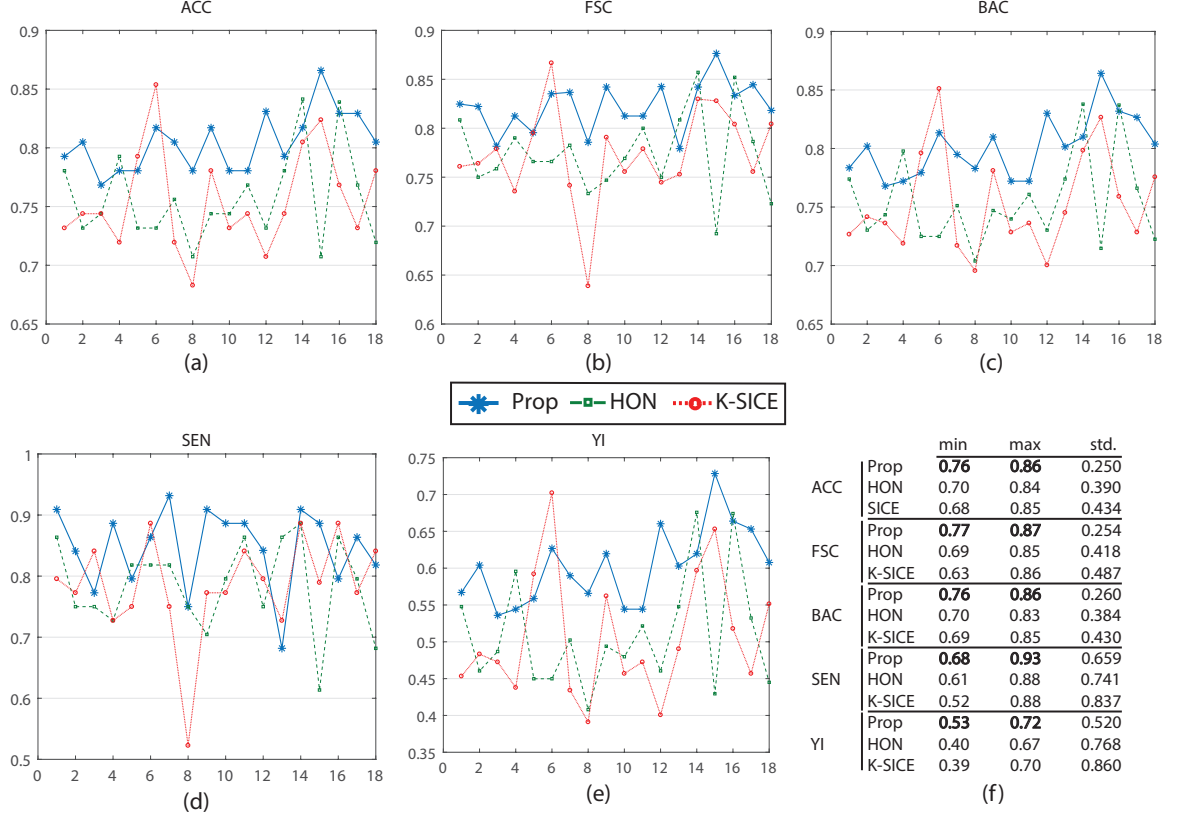 ACC
0.9
0.85
0.8
0.75
0.7
0.65
0 2 4 6 8 10 12 14 16 18
(a)
FSC
0.9
0.85
0.8
0.75
0.7
0.65
0.6
0 2 4 6 8 10 12 14 16 18
(b)
BAC
0.9
0.85
0.8
0.75
0.7
0.65
0 2 4 6 8 10 12 14 16 18
(c)
Prop HON K-SICE
SEN
1
0.9
0.8
0.7
0.6
0.5
0 2 4 6 8 10 12 14 16 18
(d)
YI
0.75
0.7
0.65
0.6
0.55
0.5
0.45
0.4
0.35
0 2 4 6 8 10 12 14 16 18
(e)
min max std.
Prop 0.76 0.86 0.250
ACC HON 0.70 0.84 0.390
SICE 0.68 0.85 0.434
Prop 0.77 0.87 0.254
FSC HON 0.69 0.85 0.418
K-SICE 0.63 0.86 0.487
Prop 0.76 0.86 0.260
BAC HON 0.70 0.83 0.384
K-SICE 0.69 0.85 0.430
Prop 0.68 0.93 0.659
SEN HON 0.61 0.88 0.741
K-SICE 0.52 0.88 0.837
Prop 0.53 0.72 0.520
YI HON 0.40 0.67 0.768
K-SICE 0.39 0.70 0.860
(f)